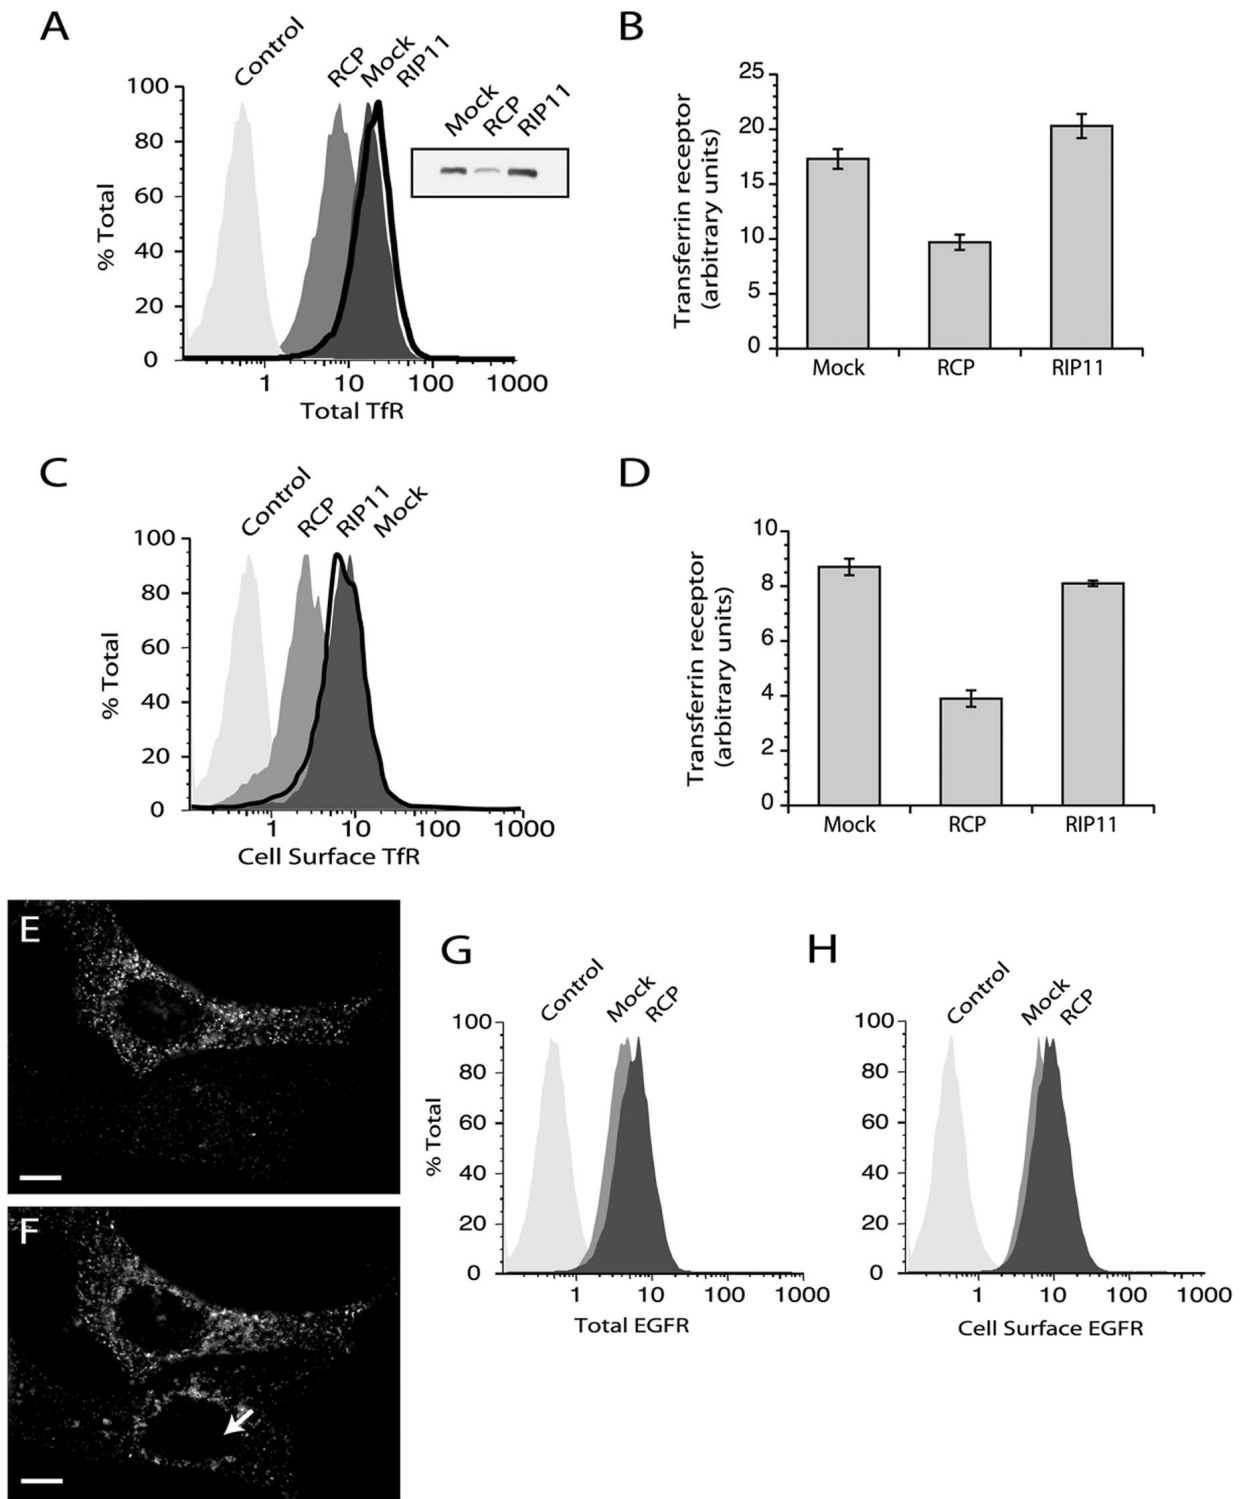 A
Control
RCP
Mock
RIP11
100
80
60
40
20
0
% Total
1 10 100 1000
Total TfR
Mock
RCP
RIP11
B
25
20
15
10
5
0
Transferrin receptor
(arbitrary units)
Mock RCP RIP11
C
Control
RCP
RIP11
Mock
100
80
60
40
20
0
% Total
1 10 100 1000
Cell Surface TfR
D
10
8
6
4
2
0
Transferrin receptor
(arbitrary units)
Mock RCP RIP11
E
F
G
Control
Mock
RCP
100
80
60
40
20
0
% Total
1 10 100 1000
Total EGFR
H
Control
Mock
RCP
100
80
60
40
20
0
1 10 100 1000
Cell Surface EGFR